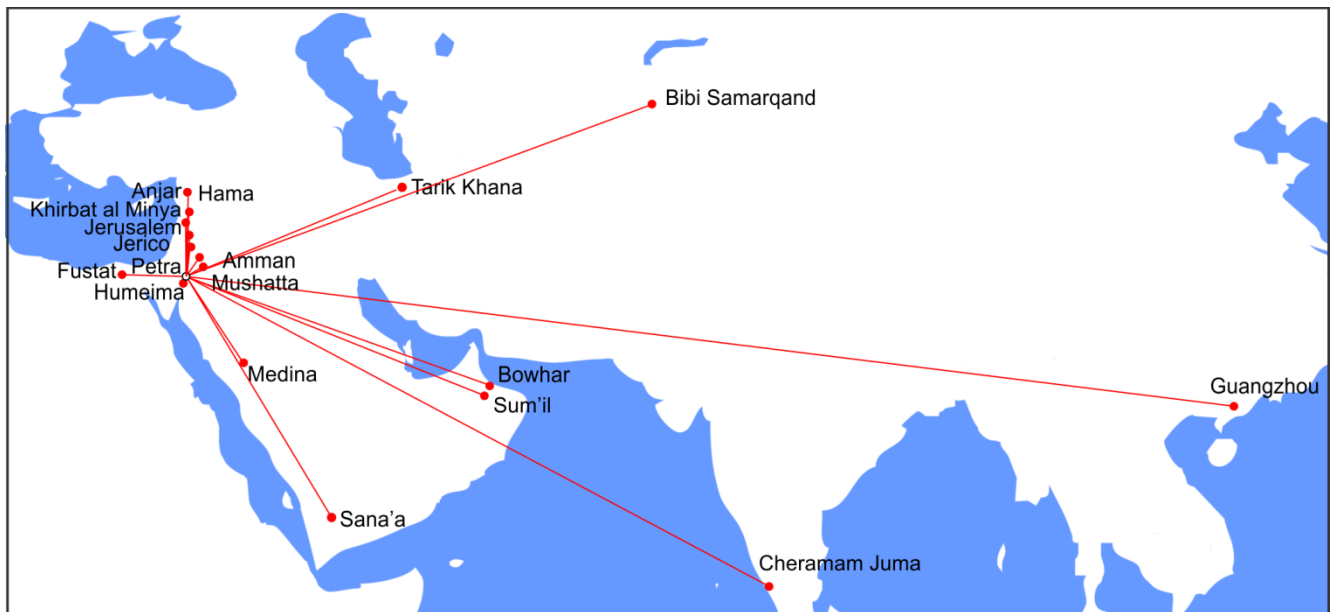 Bibi Samarqand
Tarik Khana
Anjar
Hama
Khirbat al Minya
Jerusalem
Jerico
Amman
Petra
Fustat
Mushatta
Humeima
Medina
Bowhar
Sum'il
Guangzhou
Sana'a
Cheramam Juma